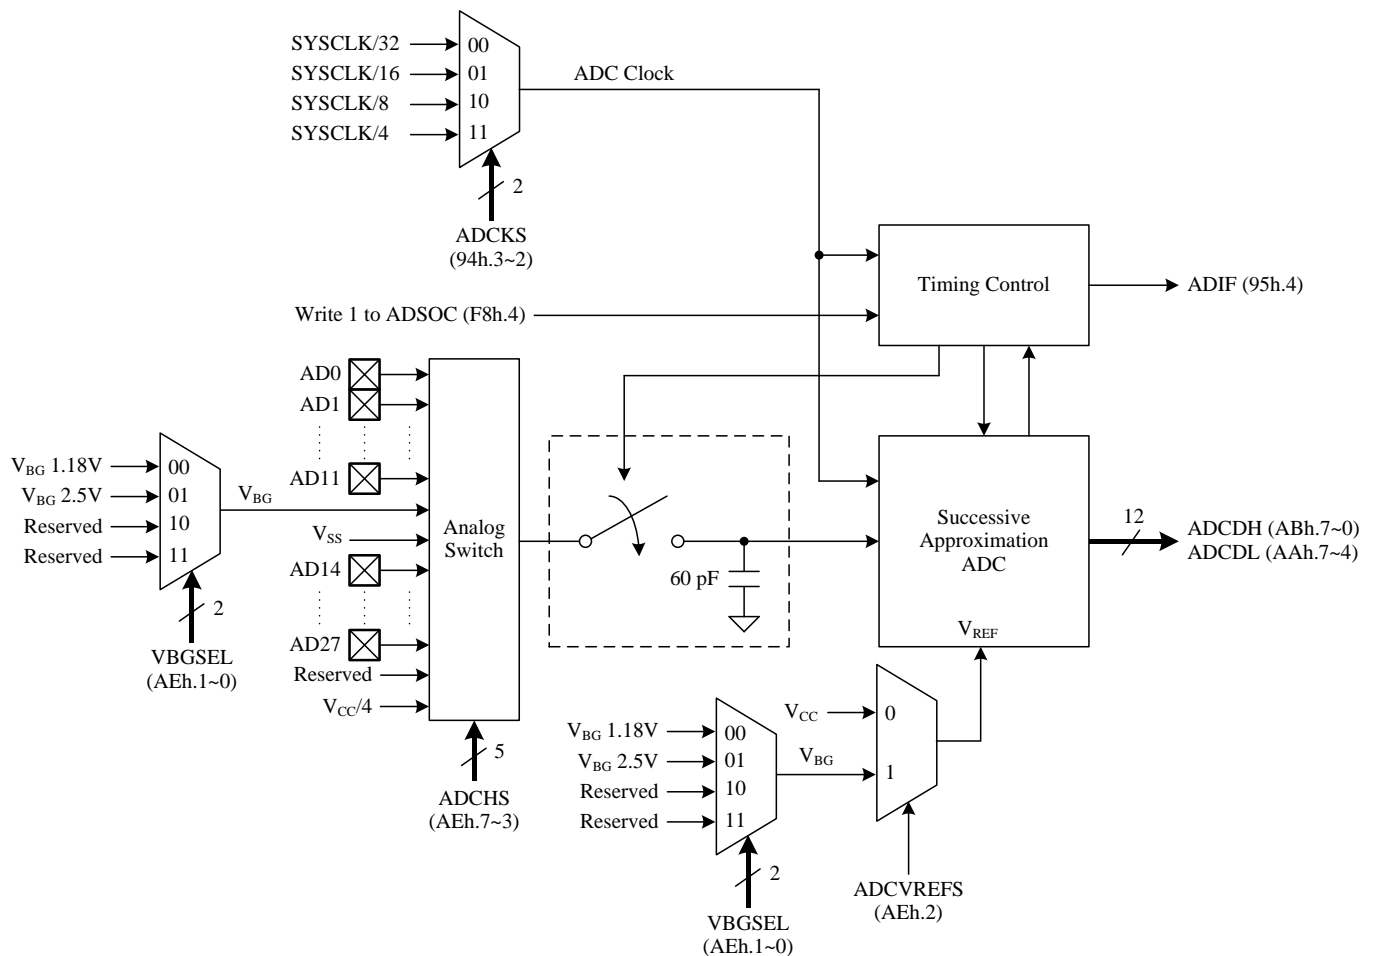 SYSCLK/32
00
SYSCLK/16
01
ADC Clock
SYSCLK/8
10
SYSCLK/4
11
2
ADCKS
(94h.3~2)
Timing Control
ADIF (95h.4)
Write 1 to ADSOC (F8h.4)
AD0
AD1
AD11
VBG 1.18V
00
VBG 2.5V
01
VBG
Reserved
10
Reserved
11
2
VBGSEL
(AEh.1~0)
VSS
AD14
AD27
Reserved
VCC/4
Analog
Switch
5
ADCHS
(AEh.7~3)
60 pF
Successive
Approximation
ADC
VREF
12
ADCDH (ABh.7~0)
ADCDL (AAh.7~4)
VCC
0
VBG
1
VBG 1.18V
00
VBG 2.5V
01
Reserved
10
Reserved
11
2
VBGSEL
(AEh.1~0)
ADCVREFS
(AEh.2)